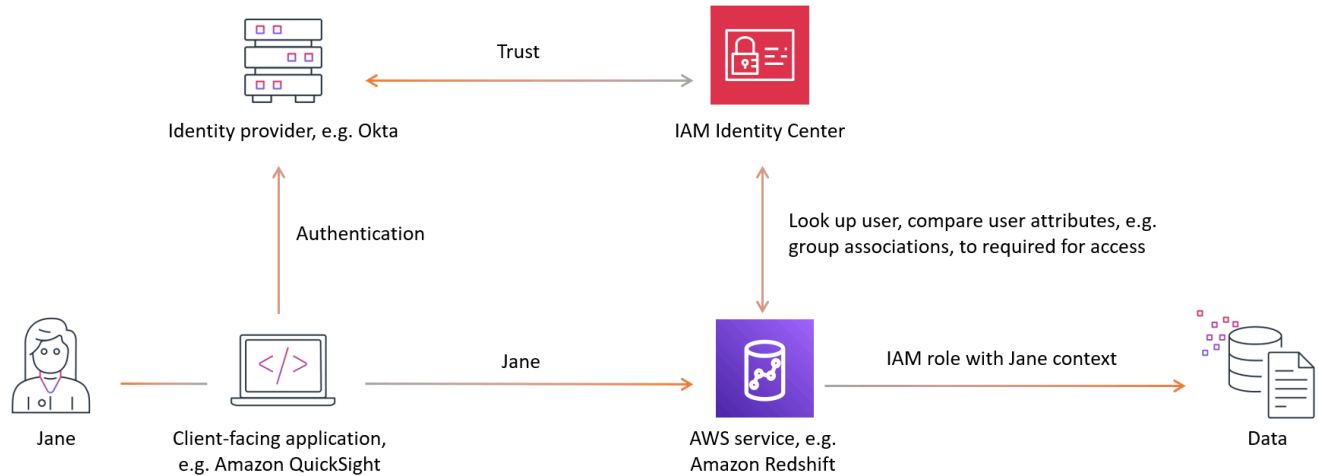 Trust
Identity provider, e.g. Okta
IAM Identity Center
Authentication
Look up user, compare user attributes, e.g.
group associations, to required for access
</>
Jane
IAM role with Jane context
Jane
Client-facing application,
e.g. Amazon QuickSight
AWS service, e.g.
Amazon Redshift
Data